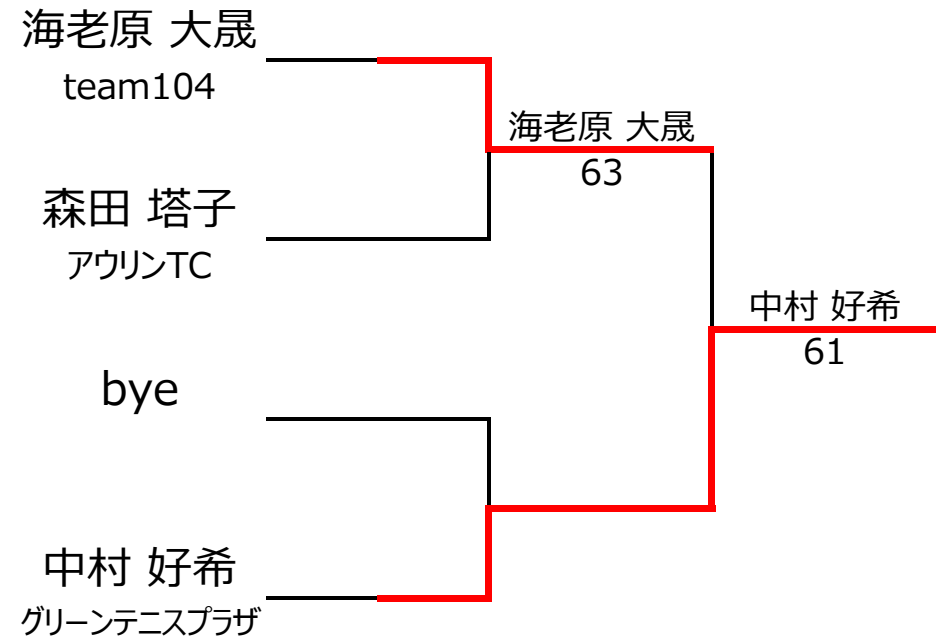 海老原 大晟
team104
森田 塔子
アウリンTC
bye
中村 好希
グリーンテニスプラザ
海老原 大晟
63
中村 好希
61